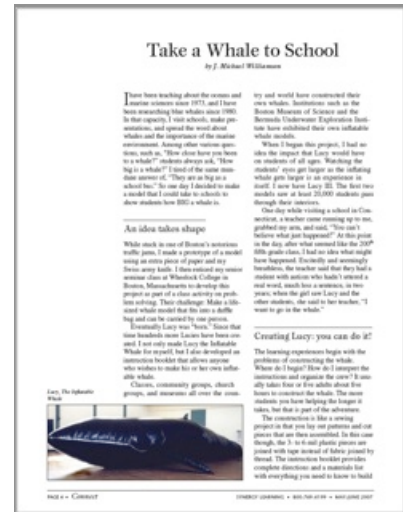 Take a Whale to School
by J. Michael Williamson
I have been teaching about the oceans and
marine sciences since 1973, and I have
been researching blue whales since 1980.
In that capacity, I visit schools, make pre-
sentations, and spread the word about
whales and the importance of the marine
environment. Among other various ques-
tions, such as, "How close have you been
to a whale?" students always ask, "How
big is a whale?" I tired of the same mun-
dane answer of, "They are as big as a
school bus." So one day I decided to make
a model that I could take to schools to
show students how BIG a whale is.
An idea takes shape
While stuck in one of Boston's notorious
traffic jams, I made a prototype of a model
using an extra piece of paper and my
Swiss army knife. I then enticed my senior
seminar class at Wheelock College in
Boston, Massachusetts to develop this
project as part of a class activity on prob-
lem solving. Their challenge: Make a life-
sized whale model that fits into a duffle
bag and can be carried by one person.
Eventually Lucy was "born." Since that
time hundreds more Lucies have been cre-
ated. I not only made Lucy the Inflatable
Whale for myself, but I also developed an
instruction booklet that allows anyone
who wishes to make his or her own inflat-
able whale.
Classes, community groups, church
groups, and museums all over the coun-
try and world have constructed their
own whales. Institutions such as the
Boston Museum of Science and the
Bermuda Underwater Exploration Insti-
tute have exhibited their own inflatable
whale models.
When I began this project, I had no
idea the impact that Lucy would have
on students of all ages. Watching the
students' eyes get larger as the inflating
whale gets larger is an experience in
itself. I now have Lucy III. The first two
models saw at least 20,000 students pass
through their interiors.
One day while visiting a school in Con-
necticut, a teacher came running up to me,
grabbed my arm, and said, "You can't
believe what just happened!" At this point
in the day, after what seemed like the 200th
fifth grade class, I had no idea what might
have happened. Excitedly and seemingly
breathless, the teacher said that they had a
student with autism who hadn't uttered a
real word, much less a sentence, in two
years; when the girl saw Lucy and the
other students, she said to her teacher, "I
want to go in the whale."
Creating Lucy: you can do it!
The learning experiences begin with the
problems of constructing the whale.
Where do I begin? How do I interpret the
instructions and organize the crew? It usu-
ally takes four or five adults about five
hours to construct the whale. The more
students you have helping the longer it
takes, but that is part of the adventure.
The construction is like a sewing
project in that you lay out patterns and cut
pieces that are then assembled. In this case
though, the 3- to 6-mil plastic pieces are
joined with tape instead of fabric joined by
thread. The instruction booklet provides
complete directions and a materials list
with everything you need to know to build
Lucy, The Inflatable
Whale
PAGE 6 • Connect
SYNERGY LEARNING • 800-769-6199 • MAY/JUNE 2007